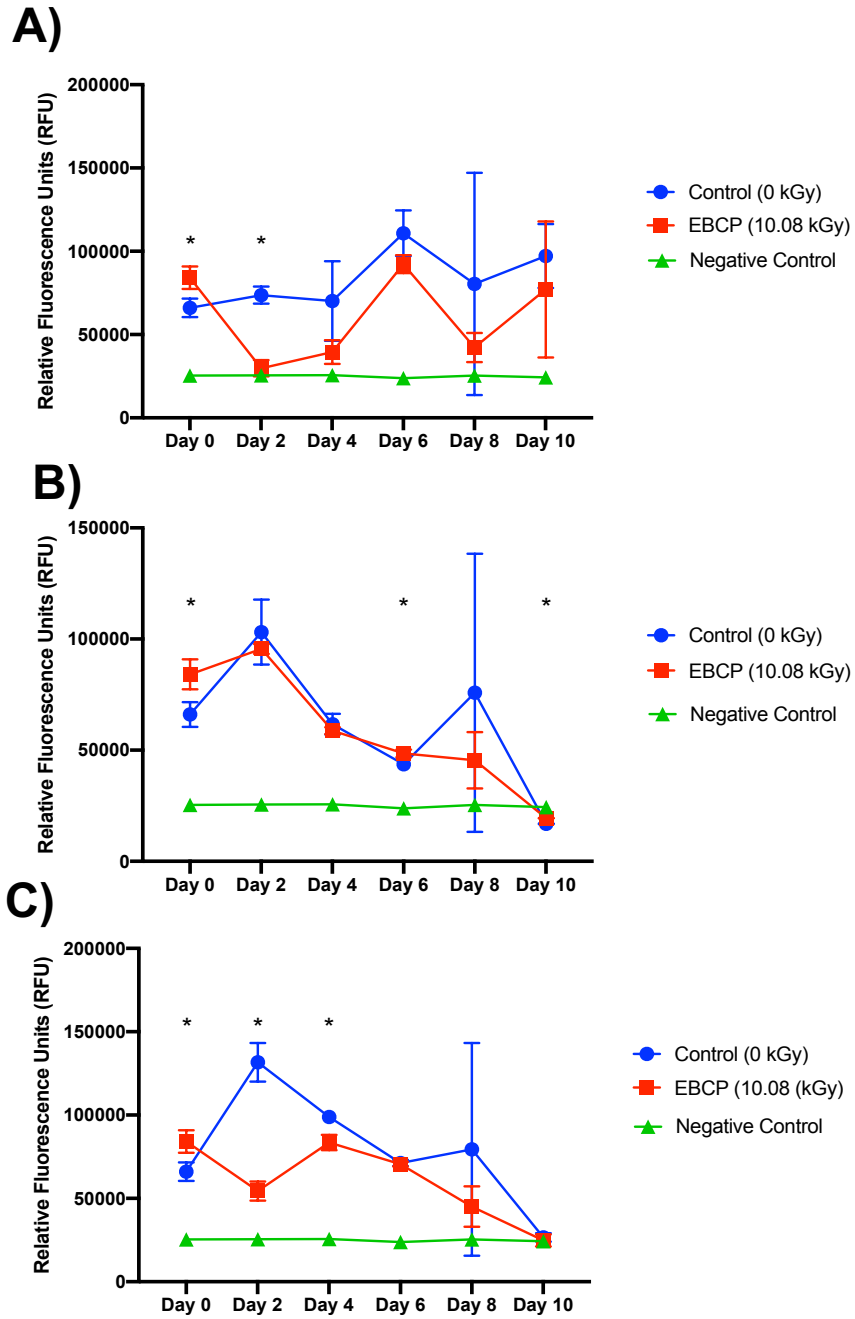 A)
Relative Fluorescence Units (RFU)
200000
150000
100000
50000
0
* *
Day 0 Day 2 Day 4 Day 6 Day 8 Day 10
Control (0 kGy)
EBCP (10.08 kGy)
Negative Control
B)
Relative Fluorescence Units (RFU)
150000
100000
50000
0
* * *
Day 0 Day 2 Day 4 Day 6 Day 8 Day 10
Control (0 kGy)
EBCP (10.08 kGy)
Negative Control
C)
Relative Fluorescence Units (RFU)
200000
150000
100000
50000
0
* * *
Day 0 Day 2 Day 4 Day 6 Day 8 Day 10
Control (0 kGy)
EBCP (10.08 (kGy)
Negative Control